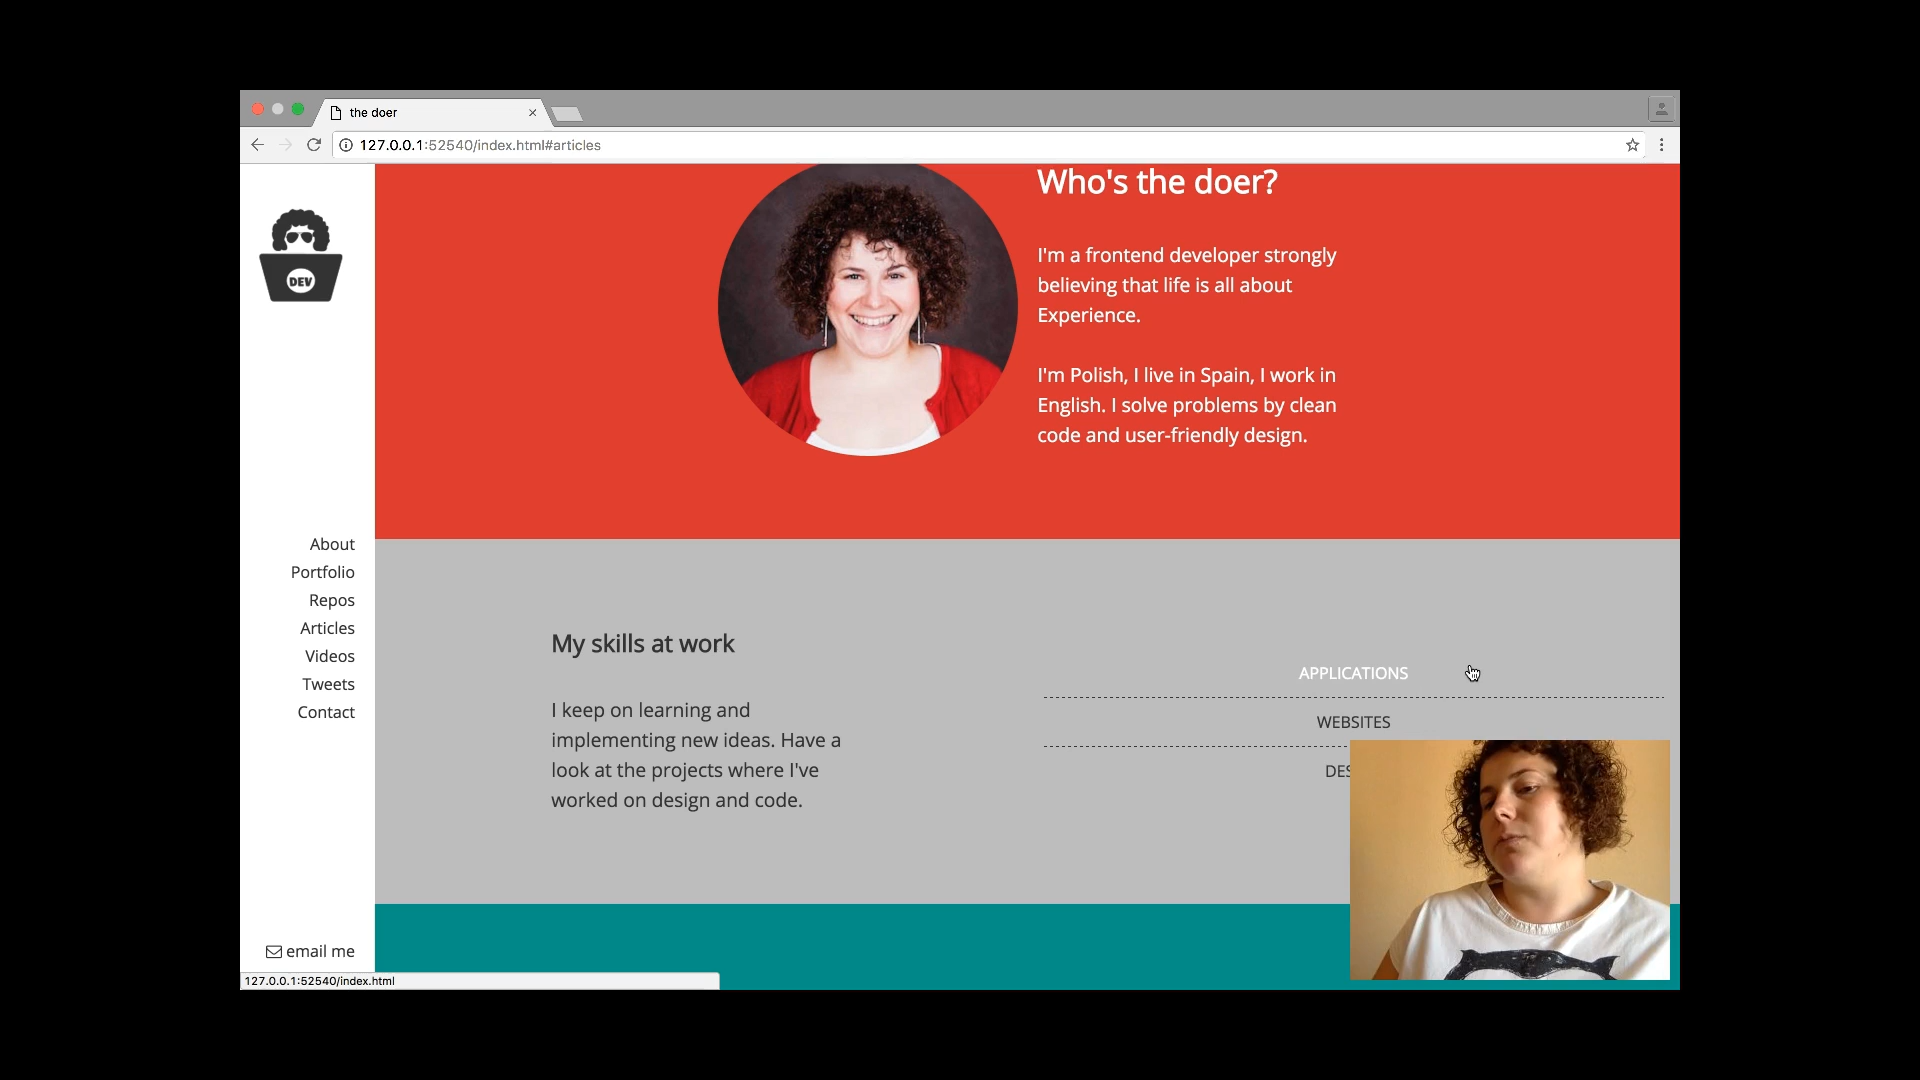 the doer
127.0.0.1:52540/index.html#articles
DEV
About
Portfolio
Repos
Articles
Videos
Tweets
Contact
email me
Who's the doer?
I'm a frontend developer strongly
believing that life is all about
Experience.
I'm Polish, I live in Spain, I work in
English. I solve problems by clean
code and user-friendly design.
My skills at work
I keep on learning and
implementing new ideas. Have a
look at the projects where I've
worked on design and code.
APPLICATIONS
WEBSITES
DES
127.0.0.1:52540/index.html